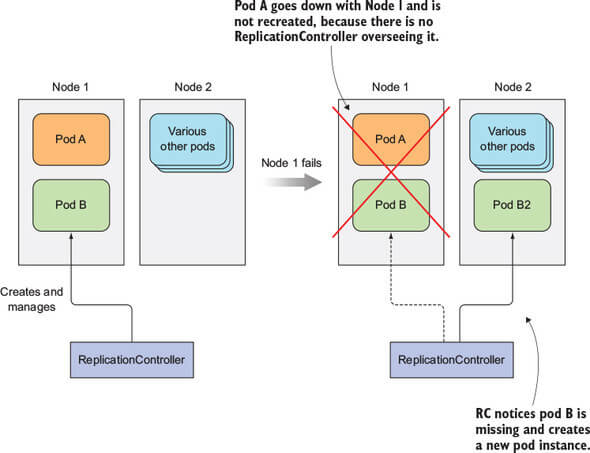 Pod A goes down with Node 1 and is
not recreated, because there is no
ReplicationController overseeing it.
Node 1
Node 2
Pod A
Various
other pods
Pod B
Creates and
manages
ReplicationController
Node 1 fails
Node 1
Node 2
Pod A
Various
other pods
Pod B
Pod B2
ReplicationController
RC notices pod B is
missing and creates
a new pod instance.